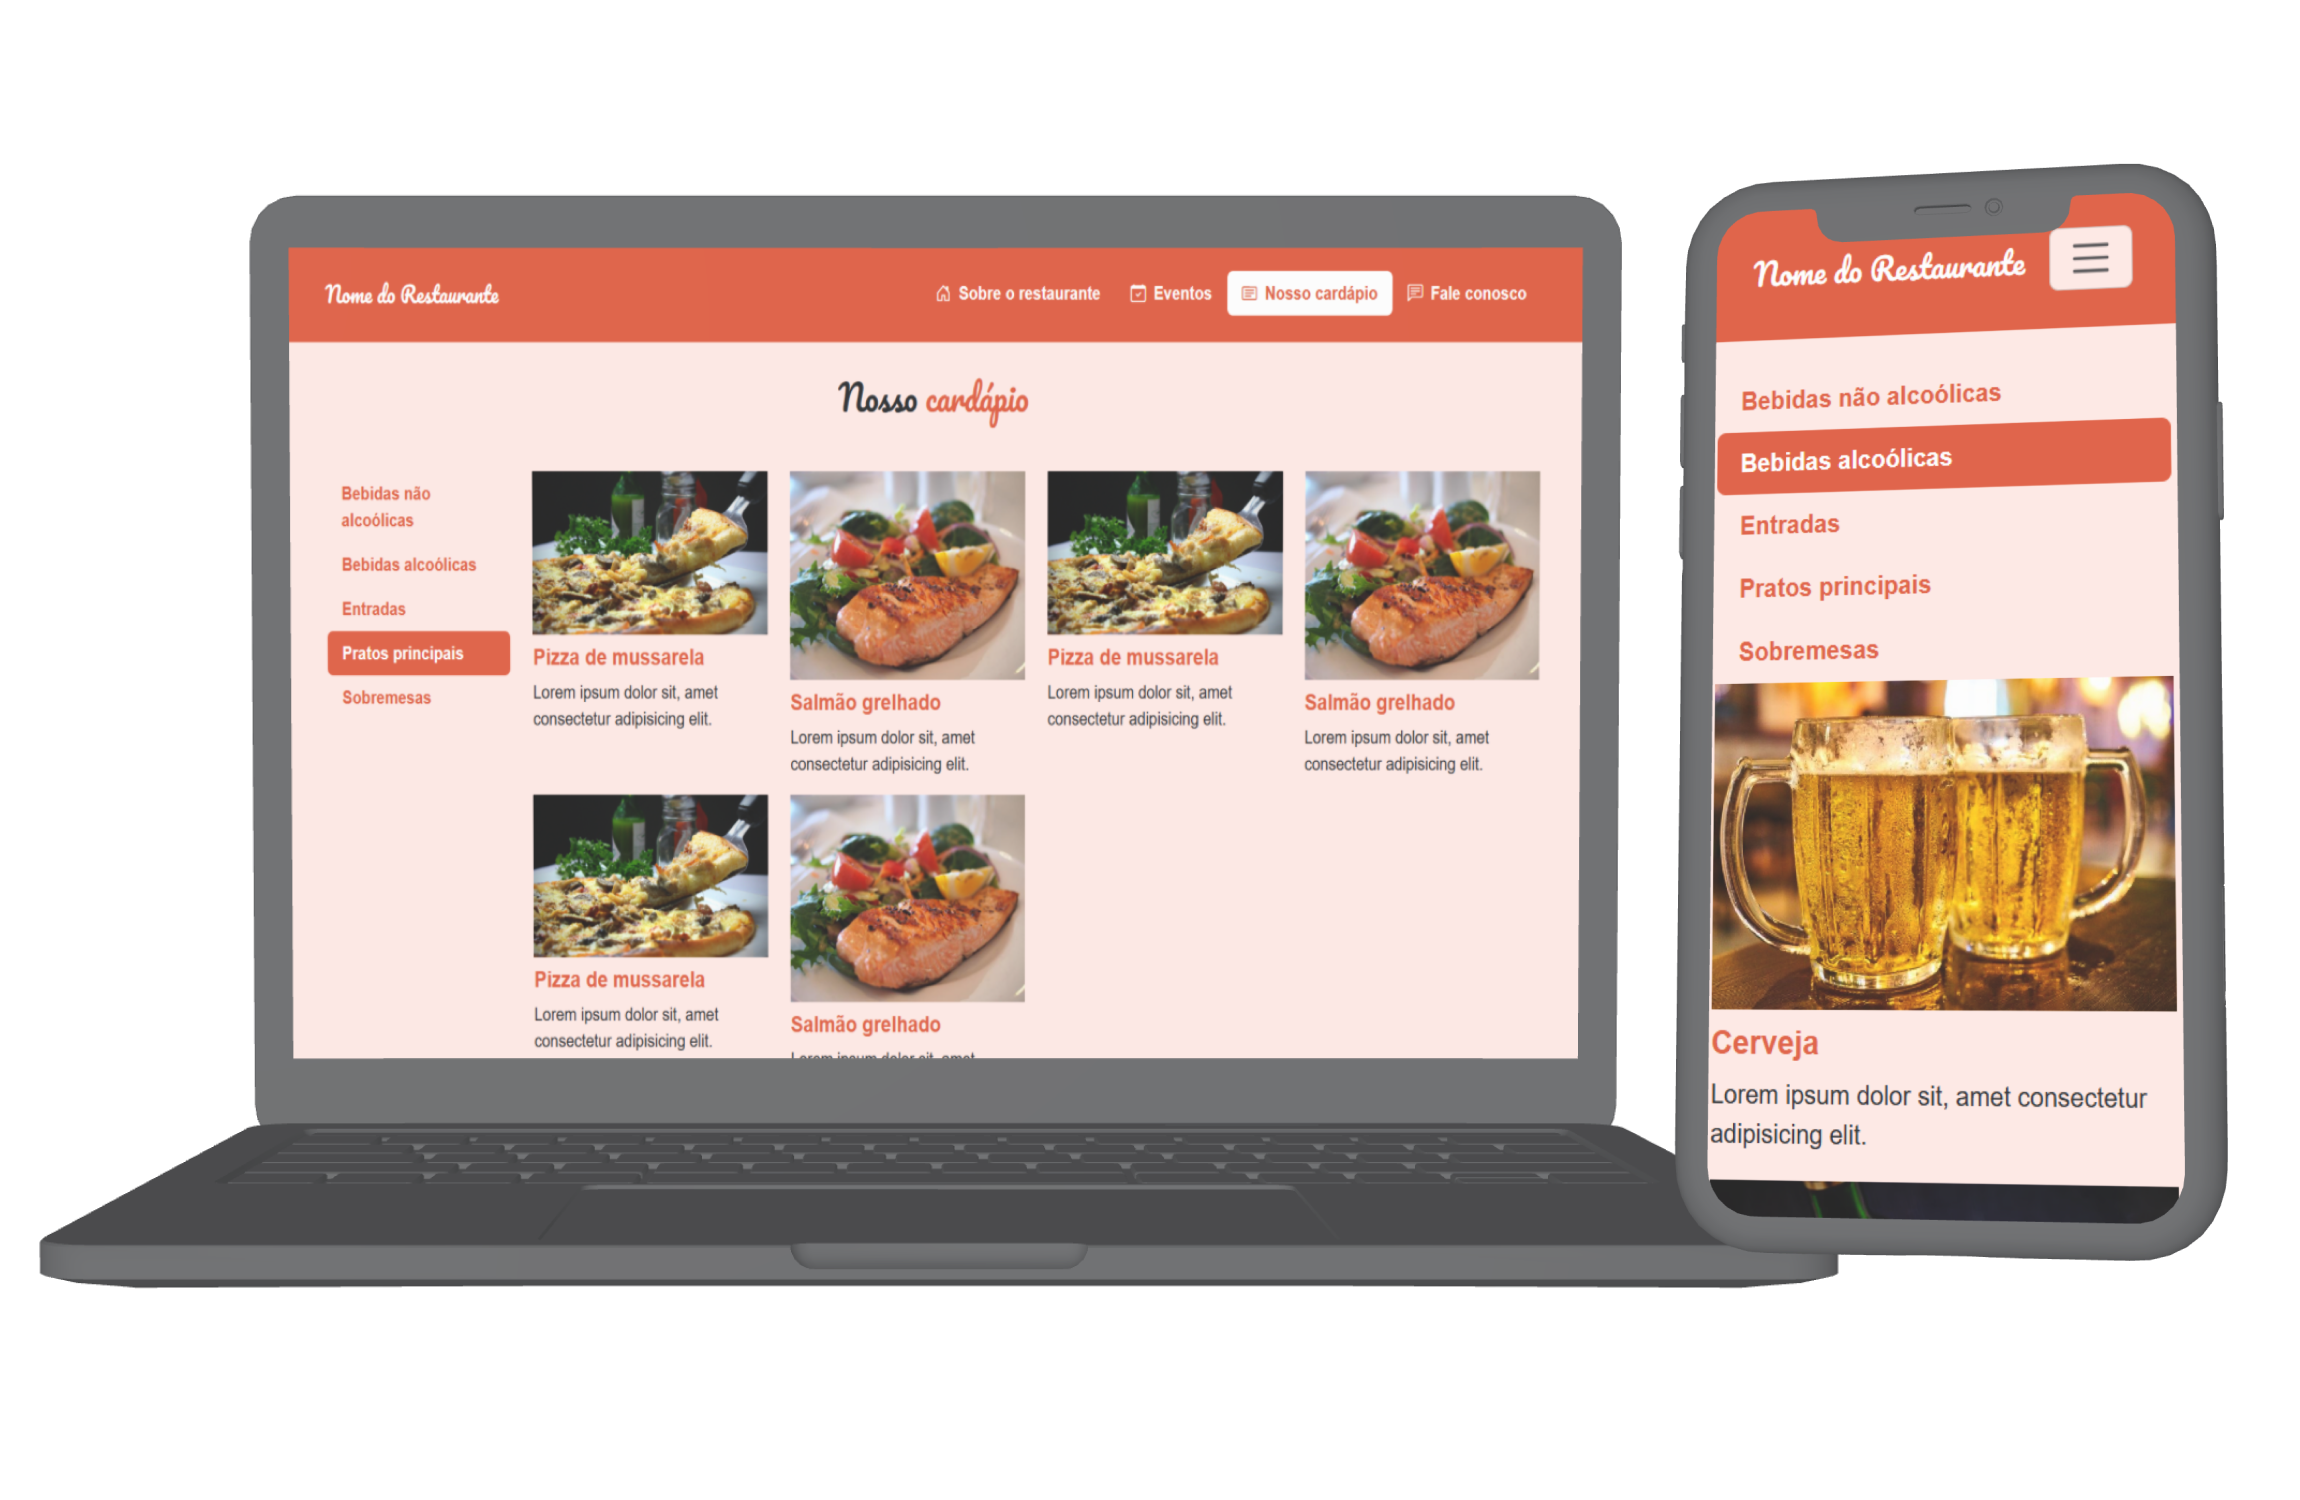 Nome do Restaurante
Sobre o restaurante
Eventos
Nosso cardápio
Fale conosco
Nosso cardápio
Bebidas não
alcoólicas
Bebidas alcoólicas
Entradas
Pratos principais
Sobremesas
Pizza de mussarela
Lorem ipsum dolor sit, amet
consectetur adipisicing elit.
Salmão grelhado
Lorem ipsum dolor sit, amet
consectetur adipisicing elit.
Pizza de mussarela
Lorem ipsum dolor sit, amet
consectetur adipisicing elit.
Salmão grelhado
Lorem ipsum dolor sit, amet
consectetur adipisicing elit.
Pizza de mussarela
Lorem ipsum dolor sit, amet
consectetur adipisicing elit.
Salmão grelhado
Lorem ipsum dolor sit, amet
Nome do Restaurante
Bebidas não alcoólicas
Bebidas alcoólicas
Entradas
Pratos principais
Sobremesas
Cerveja
Lorem ipsum dolor sit, amet consectetur
adipisicing elit.